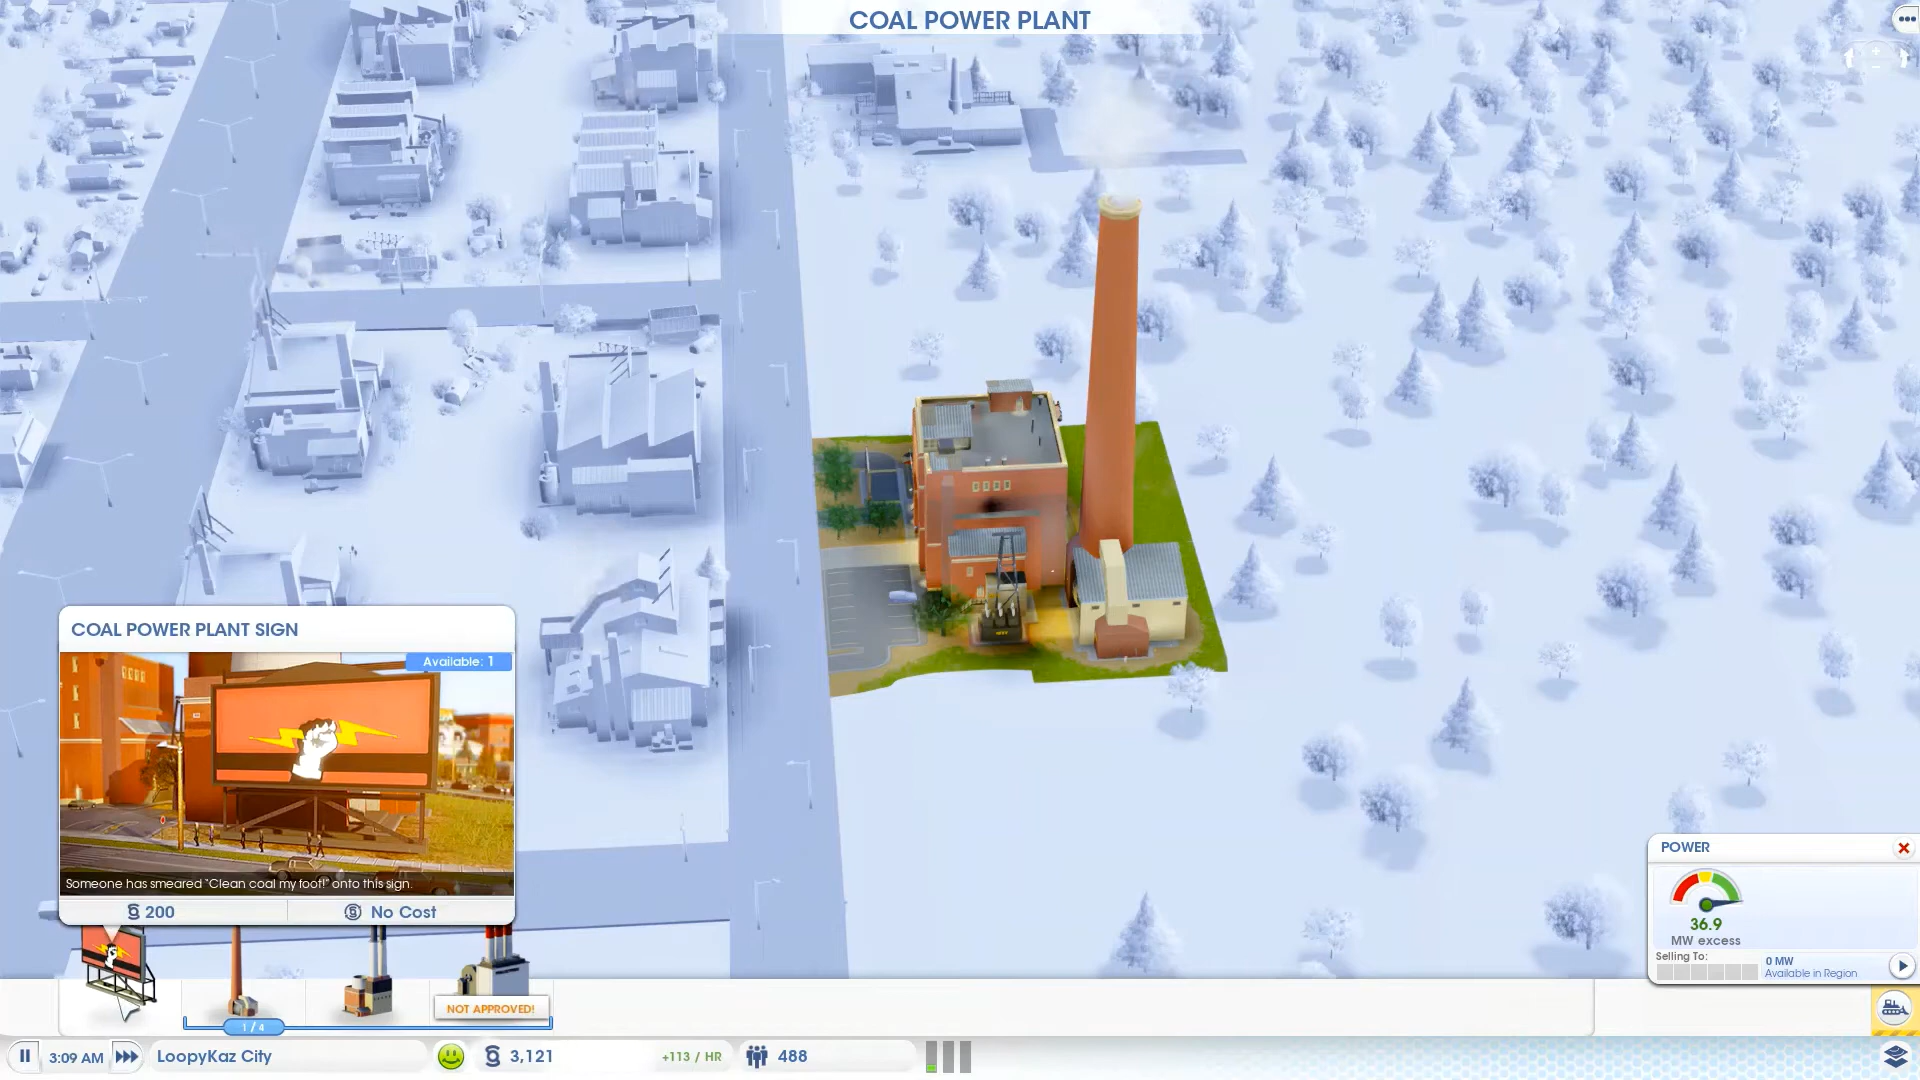 COAL POWER PLANT
COAL POWER PLANT SIGN
Available: 1
Someone has smeared "Clean coal my foot!" onto this sign.
200
No Cost
POWER
36.9
MW excess
Selling To:
0 MW
Available in Region
NOT APPROVED!
1 / 4
3:09 AM
LoopyKaz City
3,121
+113 / HR
488